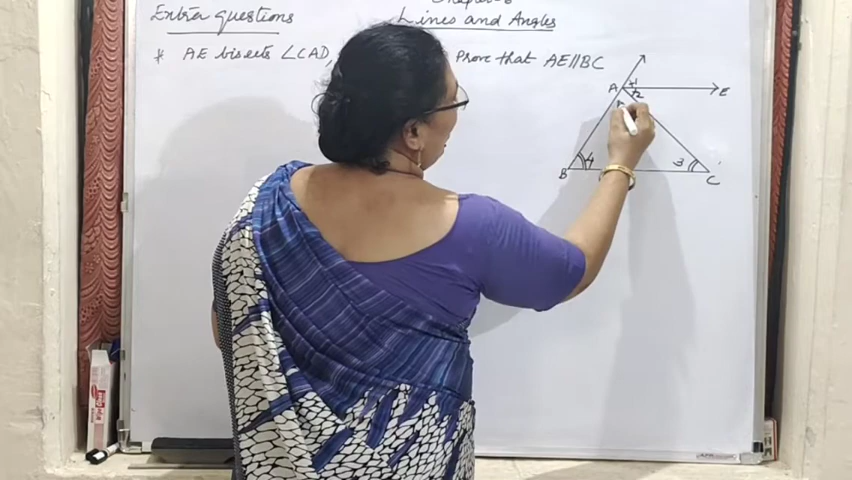 Extra questions
Lines and Angles
* AE bisects ∠CAD, Prove that AE//BC
A 1 E
2
B 4 3 C